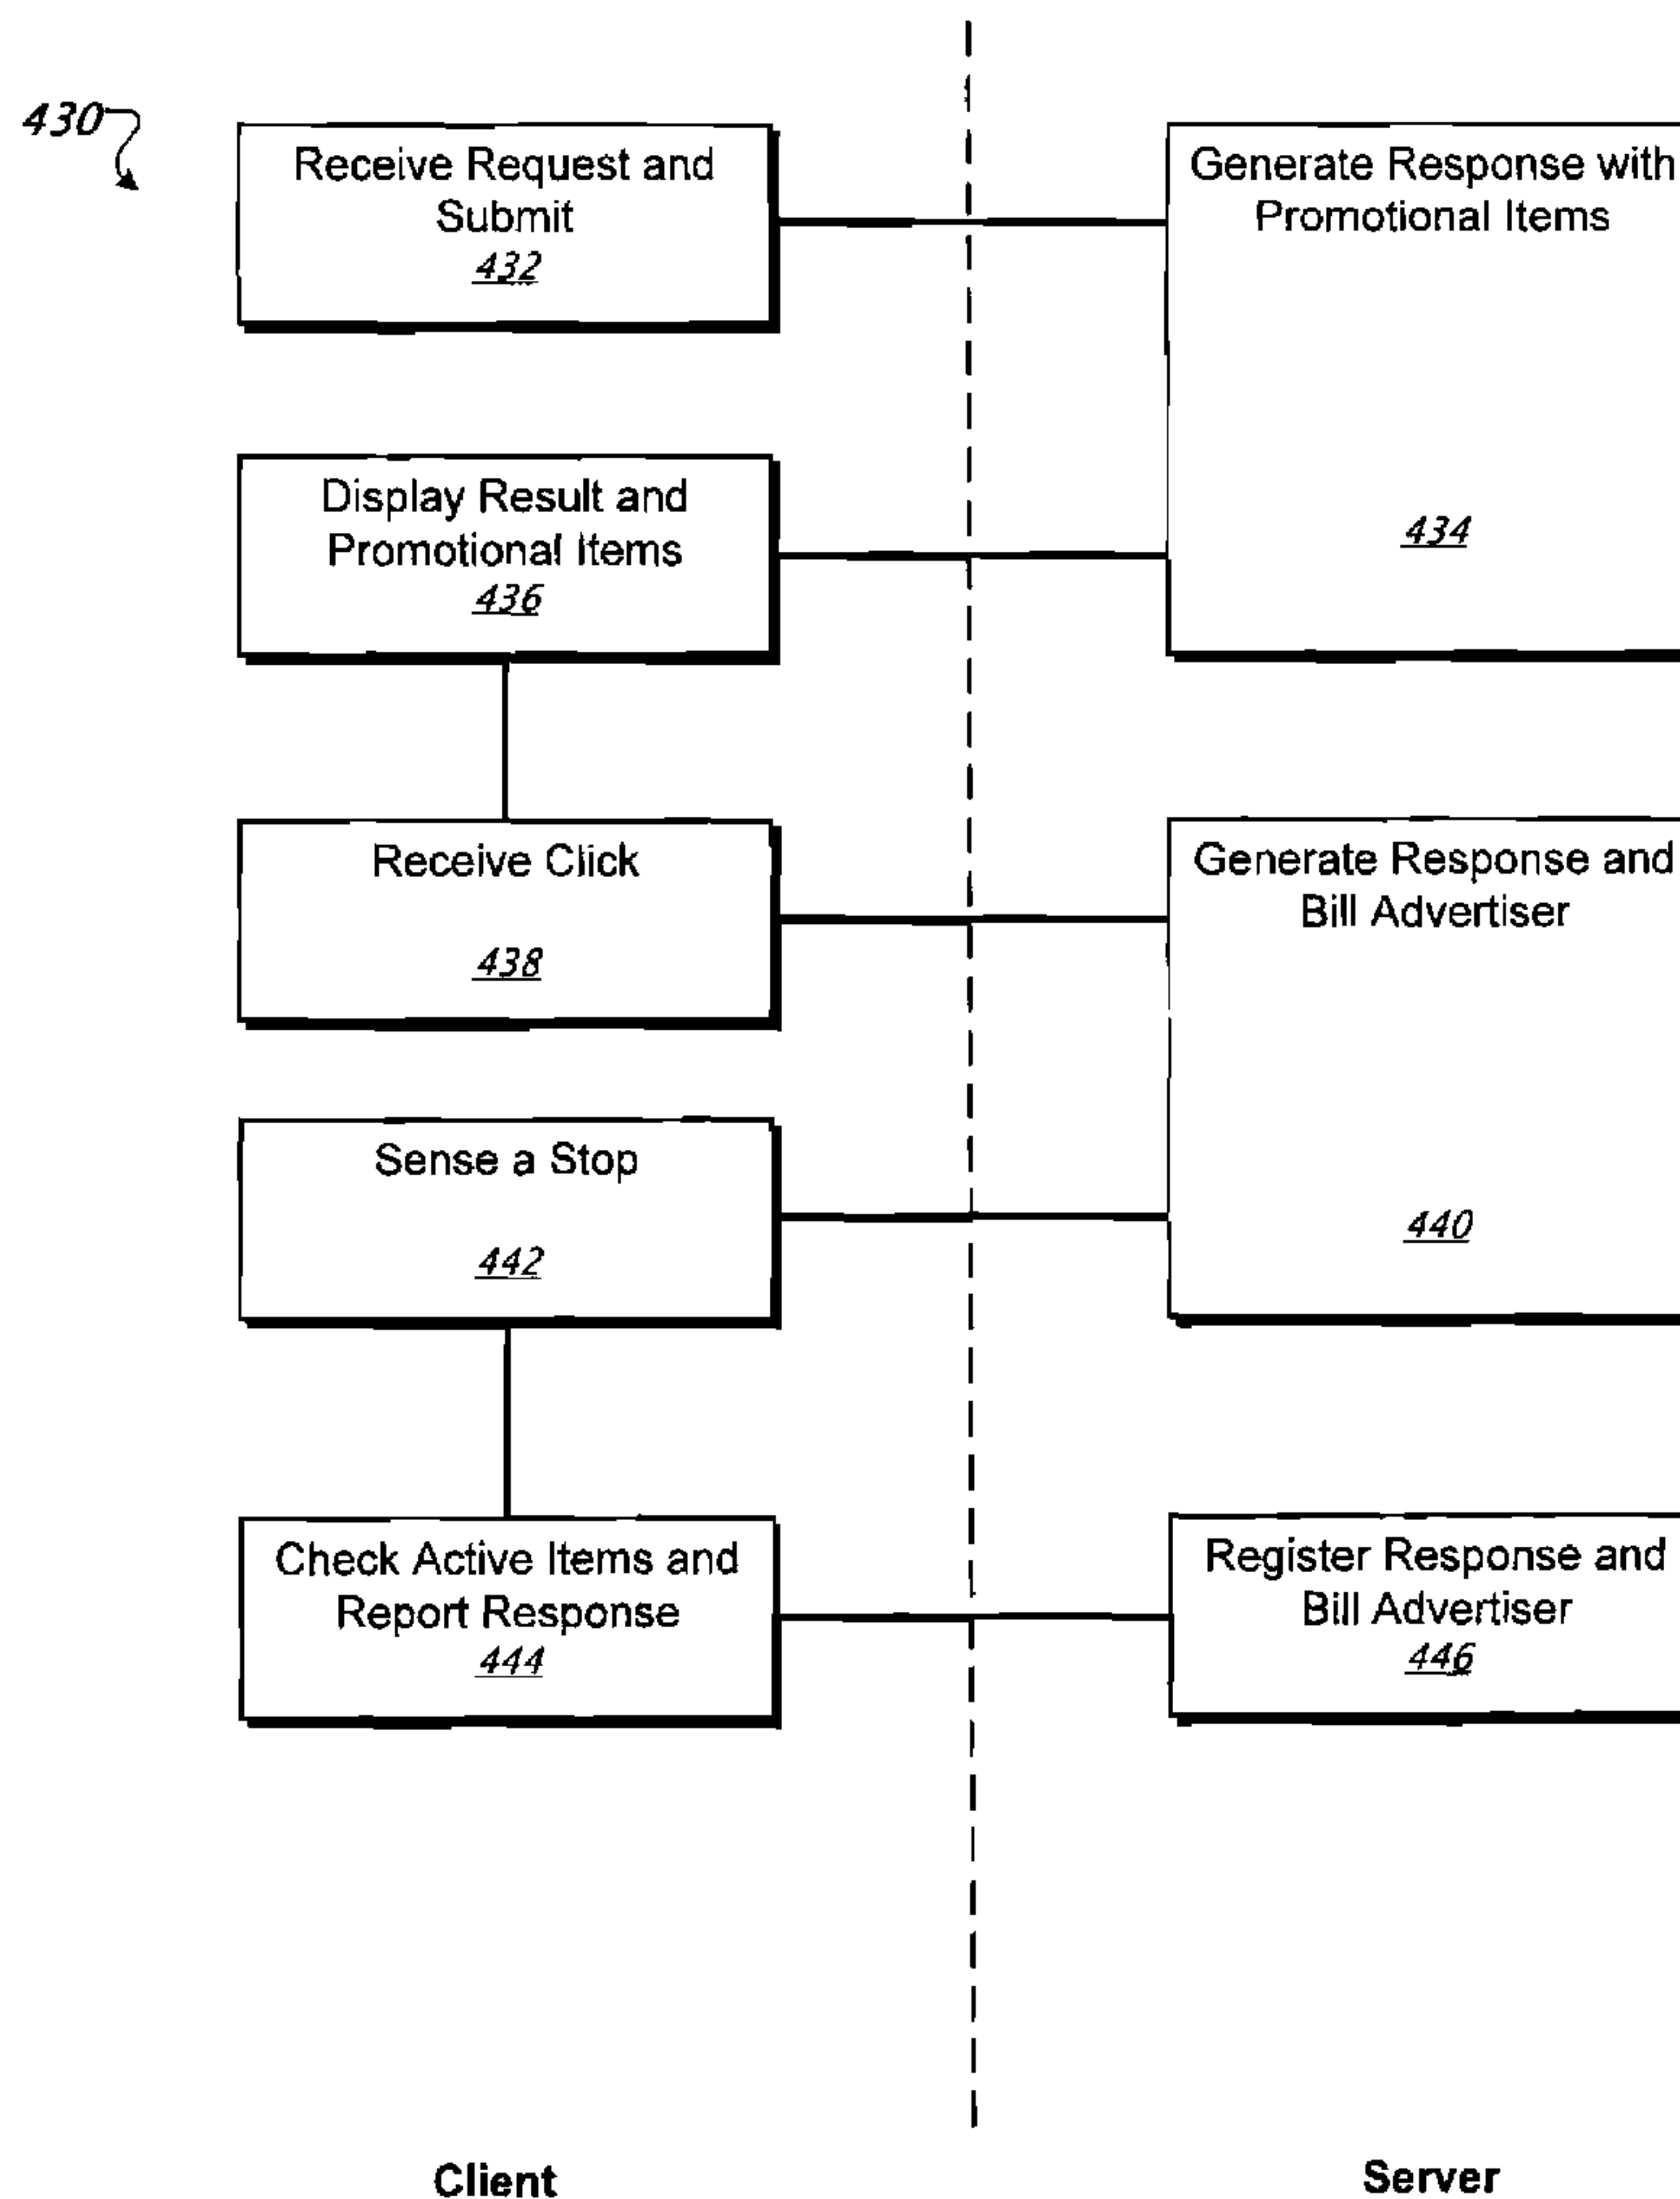 430
Receive Request and
Submit
432
Generate Response with
Promotional Items
434
Display Result and
Promotional Items
436
Receive Click
438
Generate Response and
Bill Advertiser
440
Sense a Stop
442
Check Active Items and
Report Response
444
Register Response and
Bill Advertiser
446
Client
Server